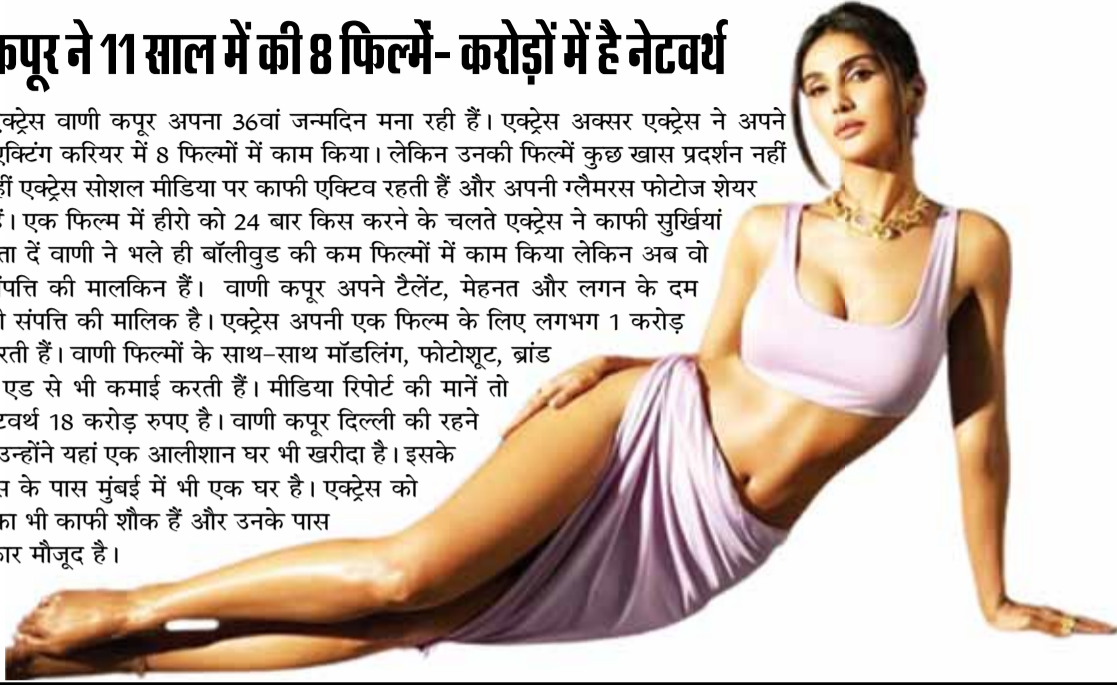 कपूर ने 11 साल में की 8 फिल्में- करोड़ों में है नेटवर्थ
एक्ट्रेस वाणी कपूर अपना 36वां जन्मदिन मना रही हैं। एक्ट्रेस अक्सर एक्ट्रेस ने अपने
एक्टिंग करियर में 8 फिल्मों में काम किया। लेकिन उनकी फिल्में कुछ खास प्रदर्शन नहीं
हीं एक्ट्रेस सोशल मीडिया पर काफी एक्टिव रहती हैं और अपनी ग्लैमरस फोटोज शेयर
हैं। एक फिल्म में हीरो को 24 बार किस करने के चलते एक्ट्रेस ने काफी सुर्खियां
ता दें वाणी ने भले ही बॉलीवुड की कम फिल्मों में काम किया लेकिन अब वो
संपत्ति की मालकिन हैं। वाणी कपूर अपने टैलेंट, मेहनत और लगन के दम
संपत्ति की मालिक है। एक्ट्रेस अपनी एक फिल्म के लिए लगभग 1 करोड़
रती हैं। वाणी फिल्मों के साथ-साथ मॉडलिंग, फोटोशूट, ब्रांड
एड से भी कमाई करती हैं। मीडिया रिपोर्ट की मानें तो
टवर्थ 18 करोड़ रुपए है। वाणी कपूर दिल्ली की रहने
उन्होंने यहां एक आलीशान घर भी खरीदा है। इसके
स के पास मुंबई में भी एक घर है। एक्ट्रेस को
का भी काफी शौक हैं और उनके पास
कार मौजूद है।